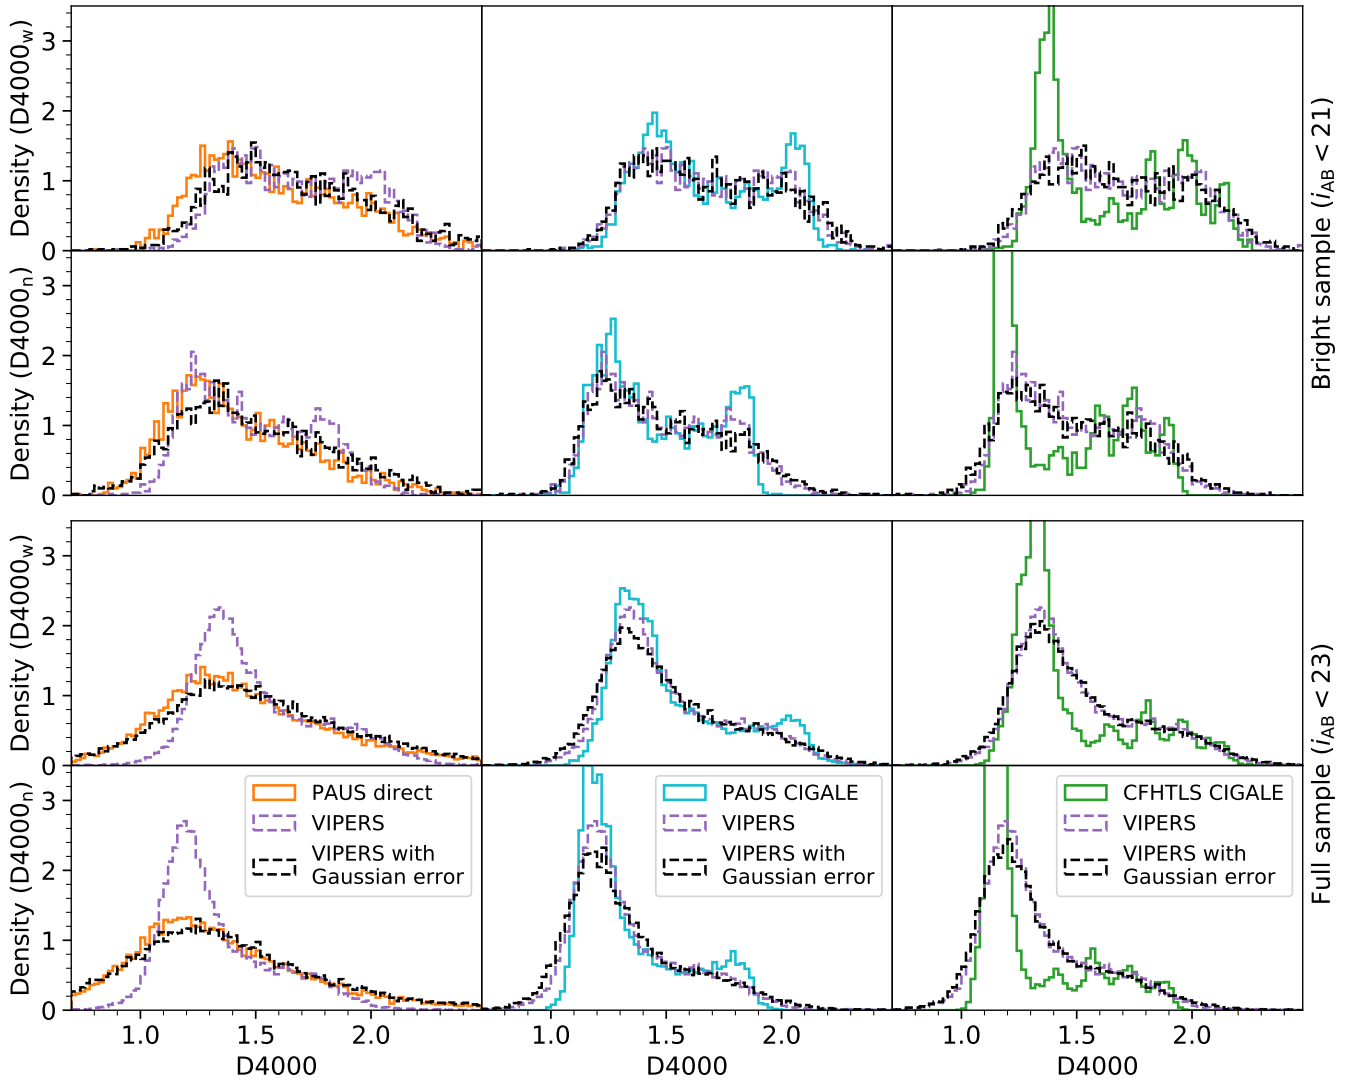 3
2
1
0
Density (D4000w)
3
2
1
0
Density (D4000n)
Bright sample (iAB < 21)
3
2
1
0
Density (D4000w)
3
2
1
0
Density (D4000n)
Full sample (iAB < 23)
PAUS direct
VIPERS
VIPERS with
Gaussian error
PAUS CIGALE
VIPERS
VIPERS with
Gaussian error
CFHTLS CIGALE
VIPERS
VIPERS with
Gaussian error
1.0 1.5 2.0
1.0 1.5 2.0
1.0 1.5 2.0
D4000
D4000
D4000